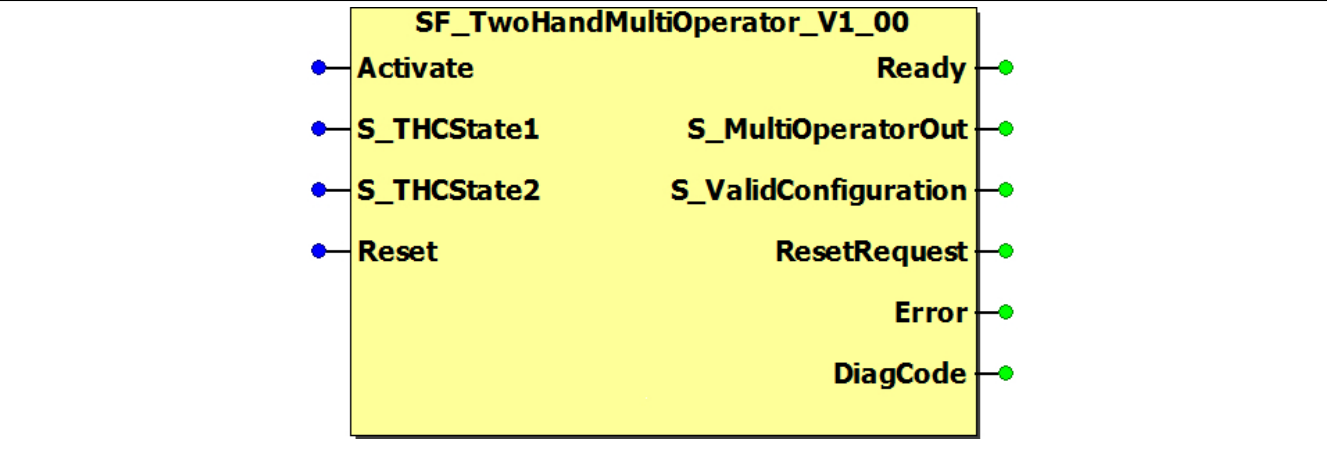 SF_TwoHandMultiOperator_V1_00
Activate Ready
S_THCState1 S_MultiOperatorOut
S_THCState2 S_ValidConfiguration
Reset ResetRequest
Error
DiagCode